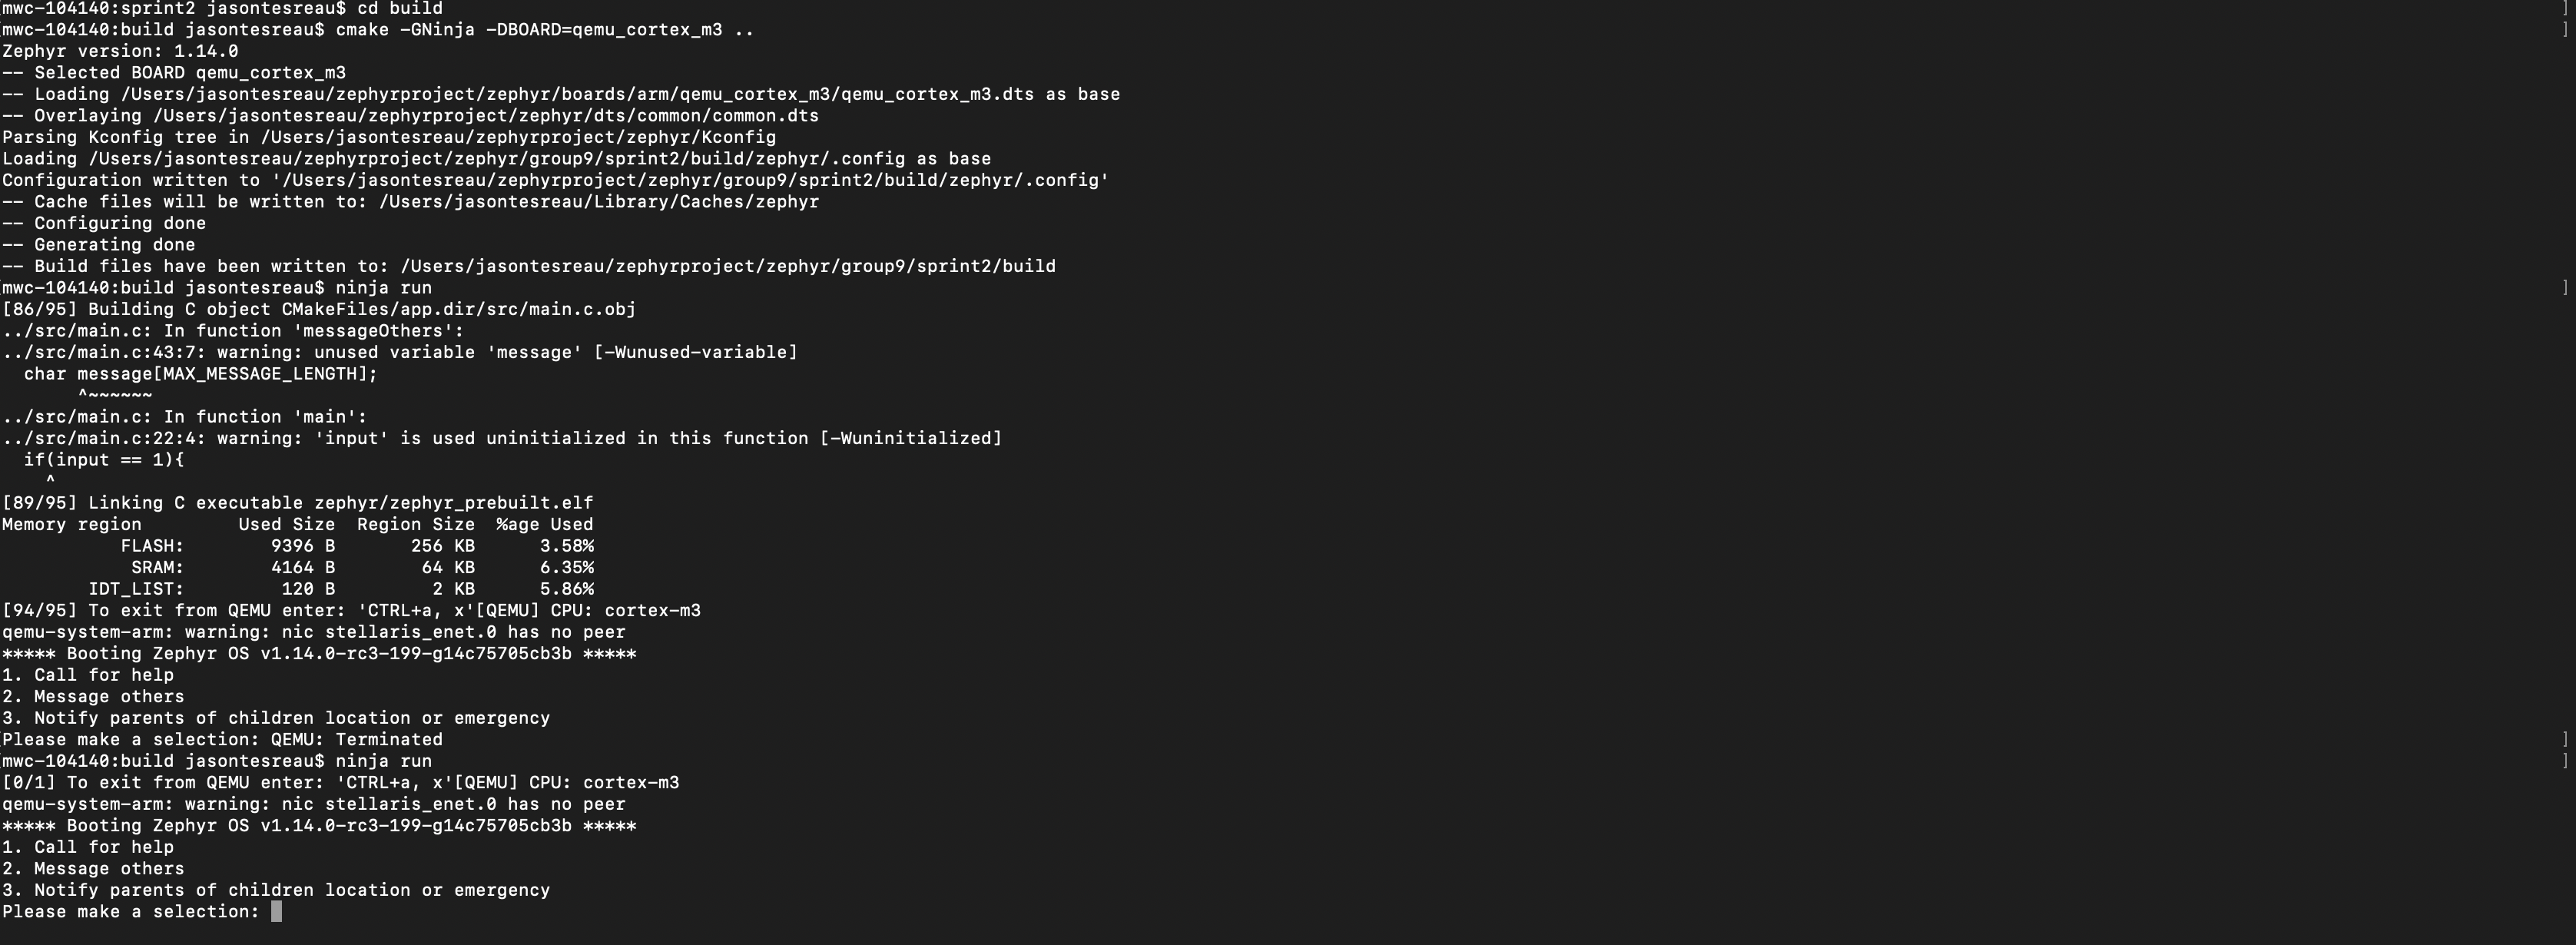 [mwc-104140:sprint2 jasontesreau$ cd build ]
[mwc-104140:build jasontesreau$ cmake -GNinja -DBOARD=qemu_cortex_m3 .. ]
Zephyr version: 1.14.0
-- Selected BOARD qemu_cortex_m3
-- Loading /Users/jasontesreau/zephyrproject/zephyr/boards/arm/qemu_cortex_m3/qemu_cortex_m3.dts as base
-- Overlaying /Users/jasontesreau/zephyrproject/zephyr/dts/common/common.dts
Parsing Kconfig tree in /Users/jasontesreau/zephyrproject/zephyr/Kconfig
Loading /Users/jasontesreau/zephyrproject/zephyr/group9/sprint2/build/zephyr/.config as base
Configuration written to '/Users/jasontesreau/zephyrproject/zephyr/group9/sprint2/build/zephyr/.config'
-- Cache files will be written to: /Users/jasontesreau/Library/Caches/zephyr
-- Configuring done
-- Generating done
-- Build files have been written to: /Users/jasontesreau/zephyrproject/zephyr/group9/sprint2/build
[mwc-104140:build jasontesreau$ ninja run ]
[86/95] Building C object CMakeFiles/app.dir/src/main.c.obj
../src/main.c: In function 'messageOthers':
../src/main.c:43:7: warning: unused variable 'message' [-Wunused-variable]
  char message[MAX_MESSAGE_LENGTH];
       ^~~~~~~
../src/main.c: In function 'main':
../src/main.c:22:4: warning: 'input' is used uninitialized in this function [-Wuninitialized]
  if(input == 1){
    ^
[89/95] Linking C executable zephyr/zephyr_prebuilt.elf
Memory region         Used Size  Region Size  %age Used
           FLASH:        9396 B       256 KB      3.58%
            SRAM:        4164 B        64 KB      6.35%
        IDT_LIST:         120 B         2 KB      5.86%
[94/95] To exit from QEMU enter: 'CTRL+a, x'[QEMU] CPU: cortex-m3
qemu-system-arm: warning: nic stellaris_enet.0 has no peer
***** Booting Zephyr OS v1.14.0-rc3-199-g14c75705cb3b *****
1. Call for help
2. Message others
3. Notify parents of children location or emergency
[Please make a selection: QEMU: Terminated ]
[mwc-104140:build jasontesreau$ ninja run ]
[0/1] To exit from QEMU enter: 'CTRL+a, x'[QEMU] CPU: cortex-m3
qemu-system-arm: warning: nic stellaris_enet.0 has no peer
***** Booting Zephyr OS v1.14.0-rc3-199-g14c75705cb3b *****
1. Call for help
2. Message others
3. Notify parents of children location or emergency
Please make a selection: